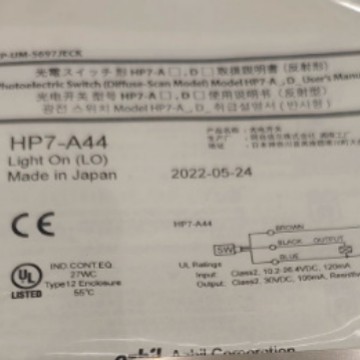 P-UM-5697JECK
光電スイッチ 形 HP7-A□, D□ 取扱説明書 (反射形)
Photoelectric Switch (Diffuse-Scan Model) Model HP7-A_, D_ User's Manual
光电开关 型号 HP7-A□, D□ 使用说明书 (反射型)
광전 스위치 Model HP7-A_, D_ 취급설명서 (반사형)
HP7-A44
Light On (LO)
Made in Japan
2022-05-24
CE
HP7-A44
BROWN
SW
BLACK OUTPUT
BLUE
UL
LISTED
IND.CONT.EQ.
27WC
Type12 Enclosure
55°C
UL Ratings
Input: Class2, 10.2-26.4VDC, 120mA
Output: Class2, 30VDC, 100mA,
Azbil Corporation